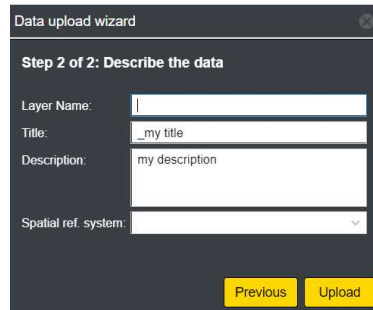 Data upload wizard
Step 2 of 2: Describe the data
Layer Name:
Title: _my title
Description: my description
Spatial ref. system:
Previous Upload